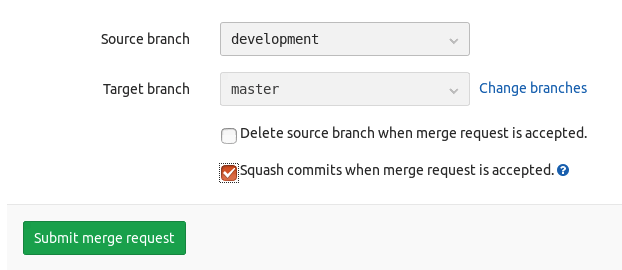 Source branch development
Target branch master Change branches
Delete source branch when merge request is accepted.
Squash commits when merge request is accepted. ?
Submit merge request